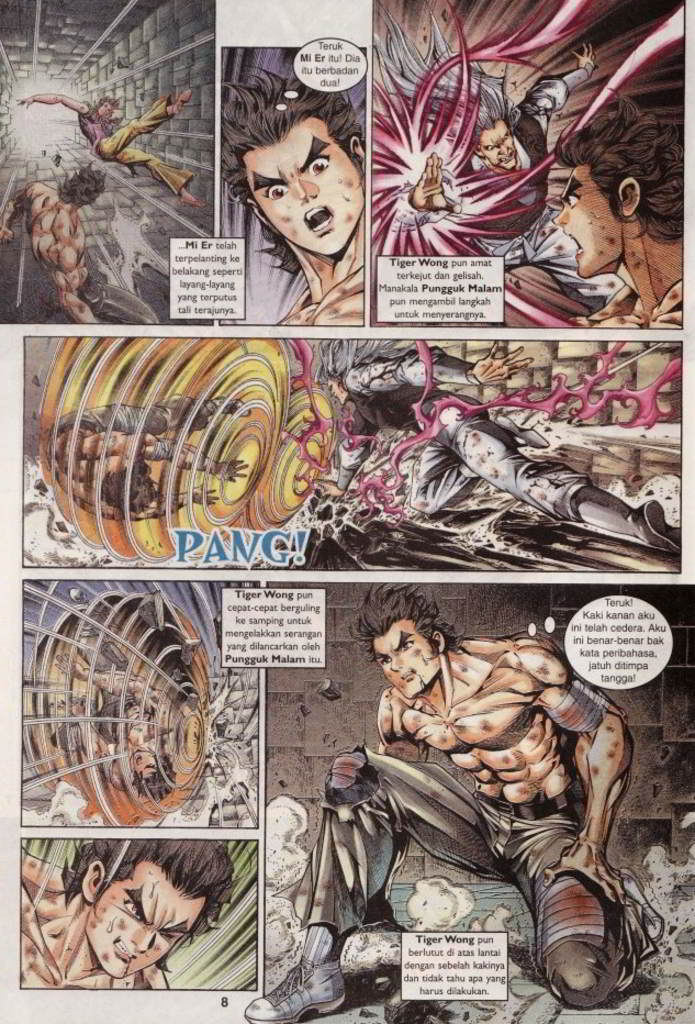 ...Mi Er telah
terpelanting ke
belakang seperti
layang-layang
yang terputus
tali terajunya.
Teruk
Mi Er itu! Dia
itu berbadan
dua!
Tiger Wong pun amat
terkejut dan gelisah.
Manakala Pungguk Malam
pun mengambil langkah
untuk menyerangnya.
PANG!
Tiger Wong pun
cepat-cepat berguling
ke samping untuk
mengelakkan serangan
yang dilancarkan oleh
Pungguk Malam itu.
Teruk!
Kaki kanan aku
ini telah cedera. Aku
ini benar-benar bak
kata peribahasa,
jatuh ditimpa
tangga!
Tiger Wong pun
berlutut di atas lantai
dengan sebelah kakinya
dan tidak tahu apa yang
harus dilakukan.
8